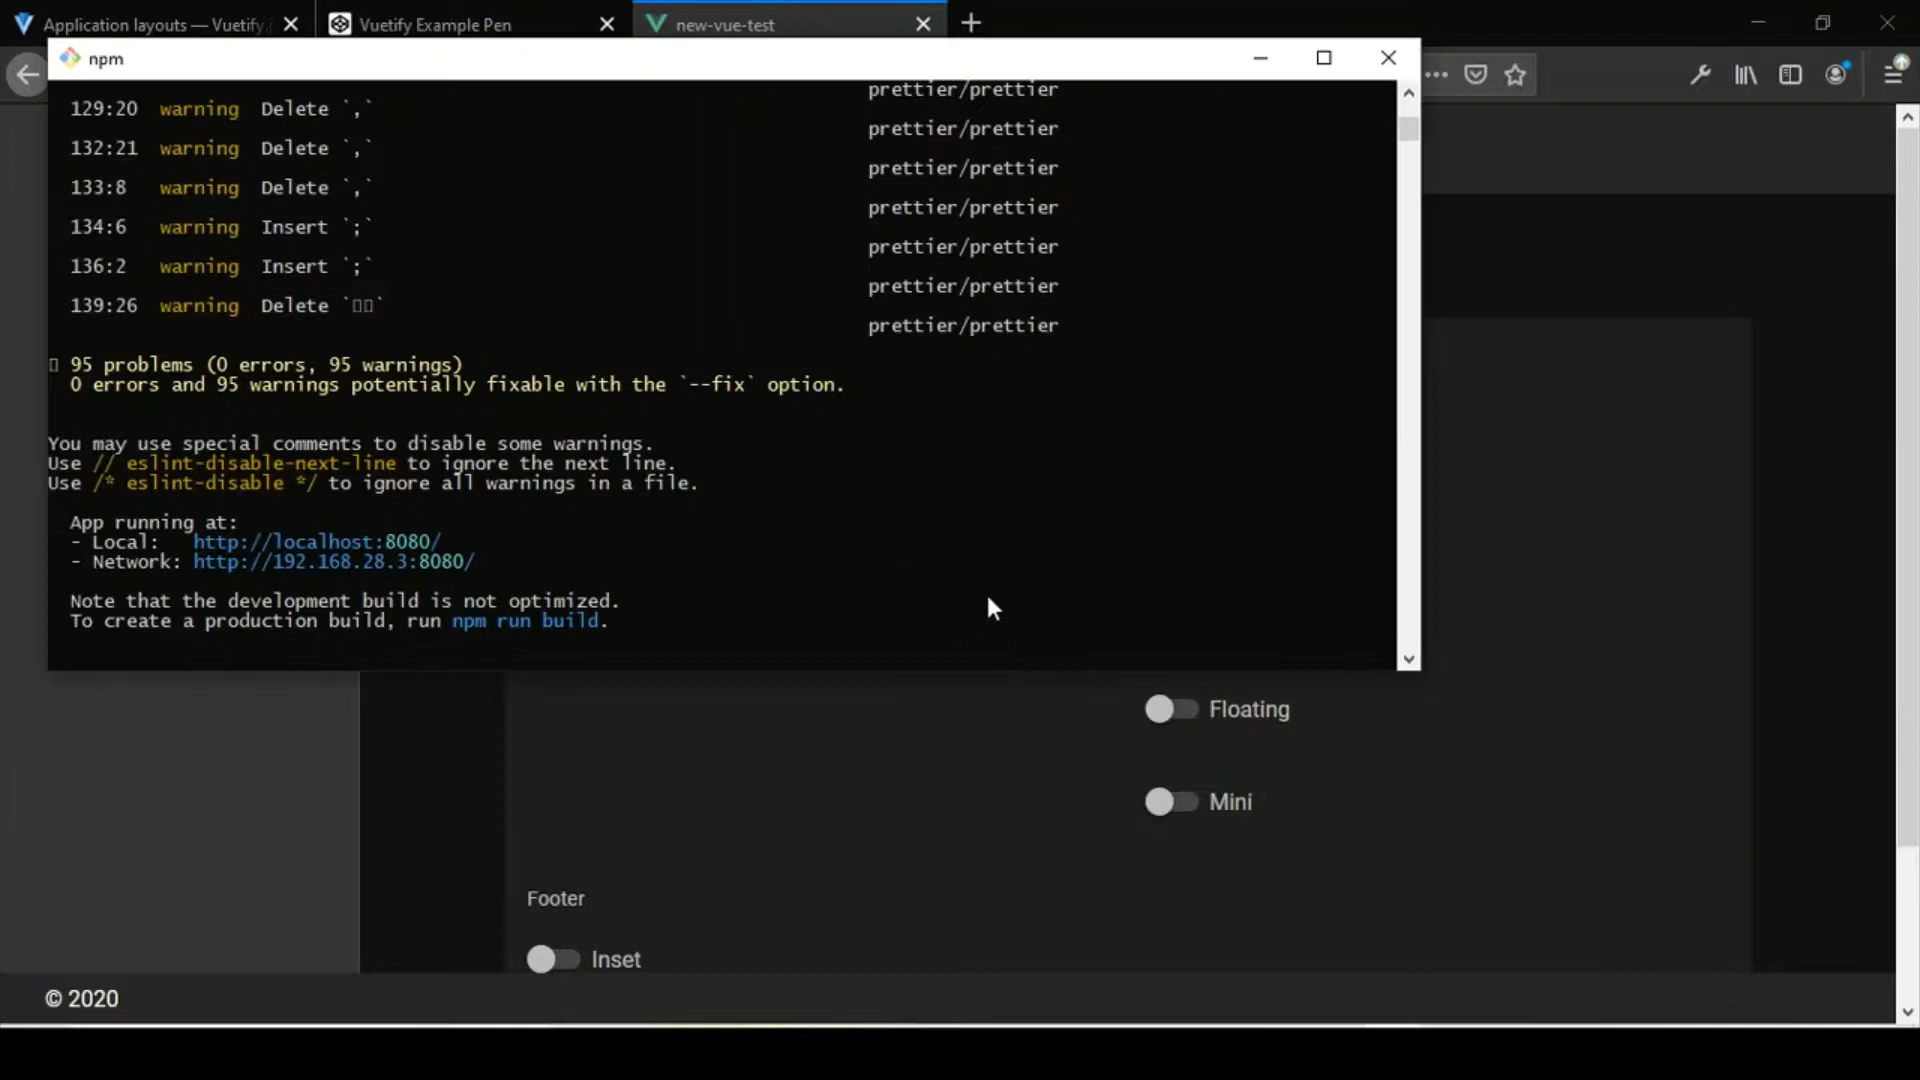 Application layouts — Vuetify.j
Vuetify Example Pen
new-vue-test
npm
prettier/prettier
129:20 warning Delete `,`
prettier/prettier
132:21 warning Delete `,`
prettier/prettier
133:8 warning Delete `,`
prettier/prettier
134:6 warning Insert `;`
prettier/prettier
136:2 warning Insert `;`
prettier/prettier
139:26 warning Delete `▯▯`
prettier/prettier
▯ 95 problems (0 errors, 95 warnings)
0 errors and 95 warnings potentially fixable with the `--fix` option.
You may use special comments to disable some warnings.
Use // eslint-disable-next-line to ignore the next line.
Use /* eslint-disable */ to ignore all warnings in a file.
App running at:
- Local: http://localhost:8080/
- Network: http://192.168.28.3:8080/
Note that the development build is not optimized.
To create a production build, run npm run build.
Floating
Mini
Footer
Inset
© 2020